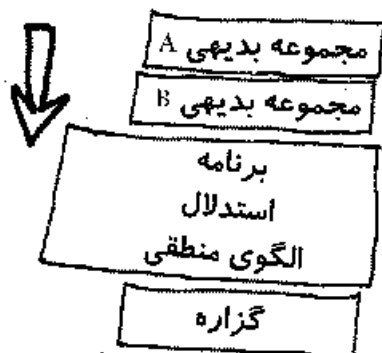 مجموعه بدیهی A
مجموعه بدیهی B
برنامه
استدلال
الگوی منطقی
گزاره